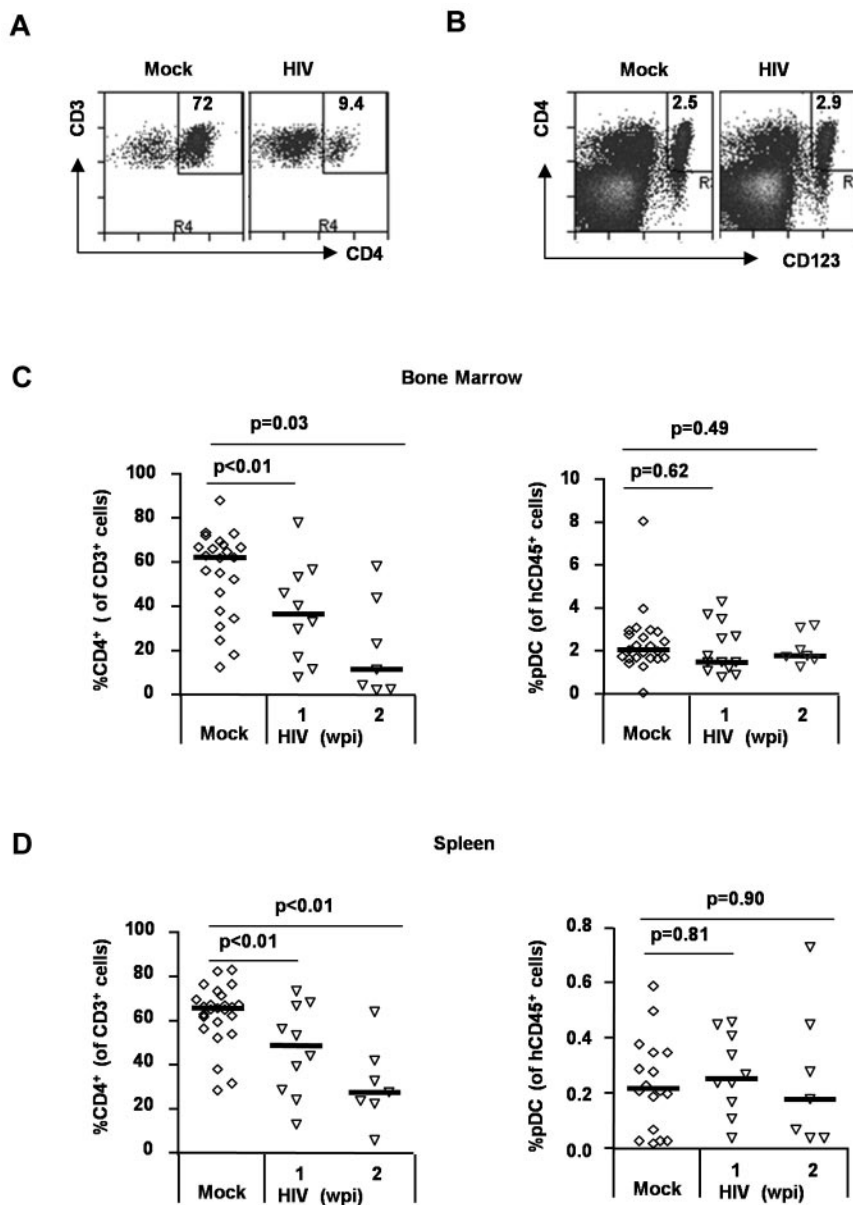 A
B
Mock HIV
Mock HIV
CD3
72
9.4
R4
R4
CD4
CD4
2.5
2.9
R
CD123
C
Bone Marrow
p=0.03
p<0.01
%CD4⁺ ( of CD3⁺ cells)
100
80
60
40
20
0
1 2
Mock HIV (wpi)
p=0.49
p=0.62
%pDC (of hCD45⁺ cells)
10
8
6
4
2
0
1 2
Mock HIV (wpi)
D
Spleen
p<0.01
p<0.01
%CD4⁺ (of CD3⁺ cells)
100
80
60
40
20
0
1 2
Mock HIV (wpi)
p=0.90
p=0.81
%pDC (of hCD45⁺ cells)
0.8
0.6
0.4
0.2
0.0
1 2
Mock HIV (wpi)